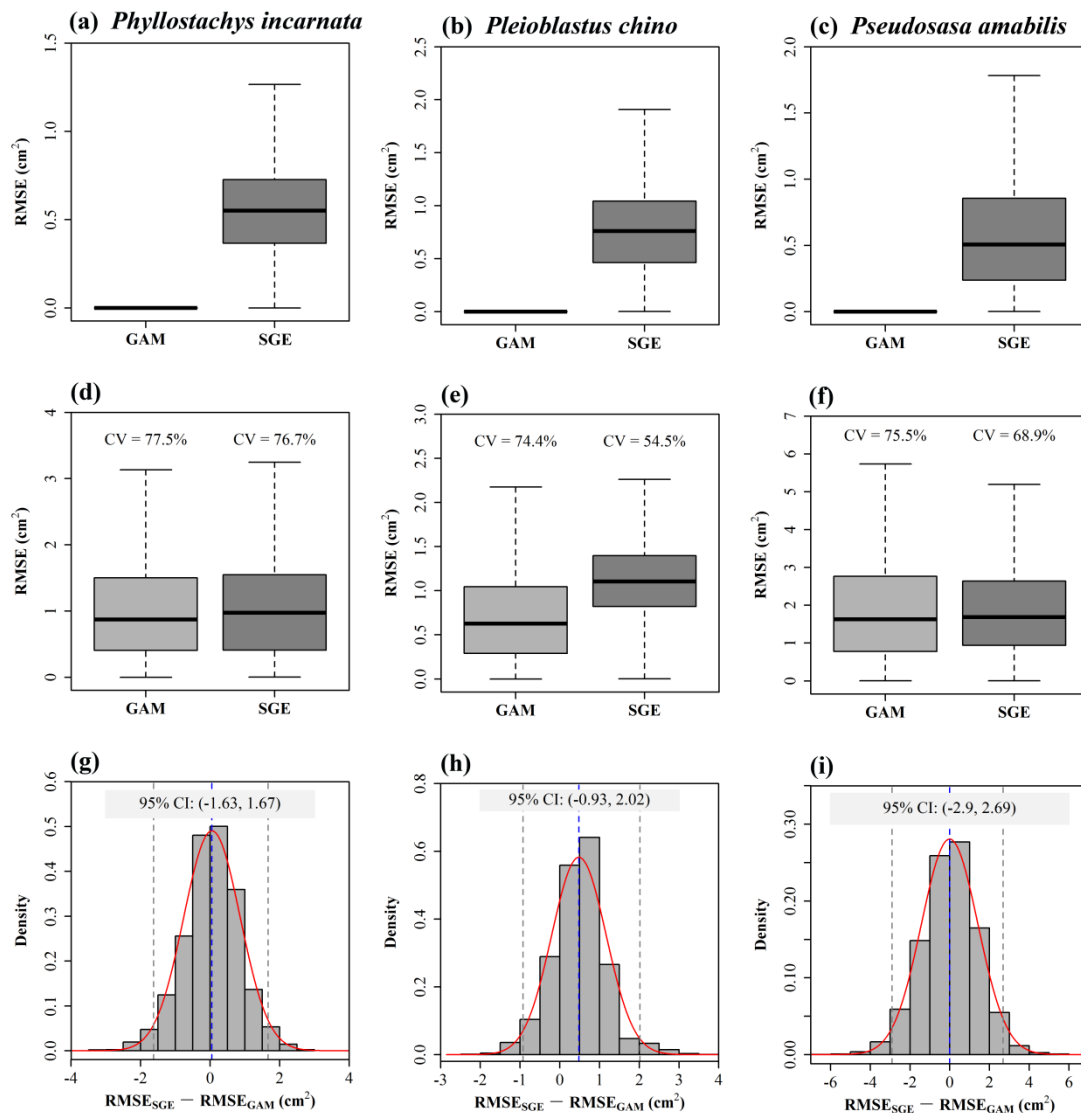 (a) Phyllostachys incarnata
(b) Pleioblastus chino
(c) Pseudosasa amabilis
RMSE (cm²)
0.0
0.5
1.0
1.5
GAM
SGE
RMSE (cm²)
0.0
0.5
1.0
1.5
2.0
2.5
GAM
SGE
RMSE (cm²)
0.0
0.5
1.0
1.5
2.0
GAM
SGE
(d)
RMSE (cm²)
0
1
2
3
4
CV = 77.5%
CV = 76.7%
GAM
SGE
(e)
RMSE (cm²)
0.0
0.5
1.0
1.5
2.0
2.5
3.0
CV = 74.4%
CV = 54.5%
GAM
SGE
(f)
RMSE (cm²)
0
1
2
3
4
5
6
7
CV = 75.5%
CV = 68.9%
GAM
SGE
(g)
95% CI: (-1.63, 1.67)
Density
0.0
0.1
0.2
0.3
0.4
0.5
0.6
-4 -2 0 2 4
RMSE_SGE − RMSE_GAM (cm²)
(h)
95% CI: (-0.93, 2.02)
Density
0.0
0.2
0.4
0.6
0.8
-3 -2 -1 0 1 2 3 4
RMSE_SGE − RMSE_GAM (cm²)
(i)
95% CI: (-2.9, 2.69)
Density
0.00
0.10
0.20
0.30
-6 -4 -2 0 2 4 6
RMSE_SGE − RMSE_GAM (cm²)